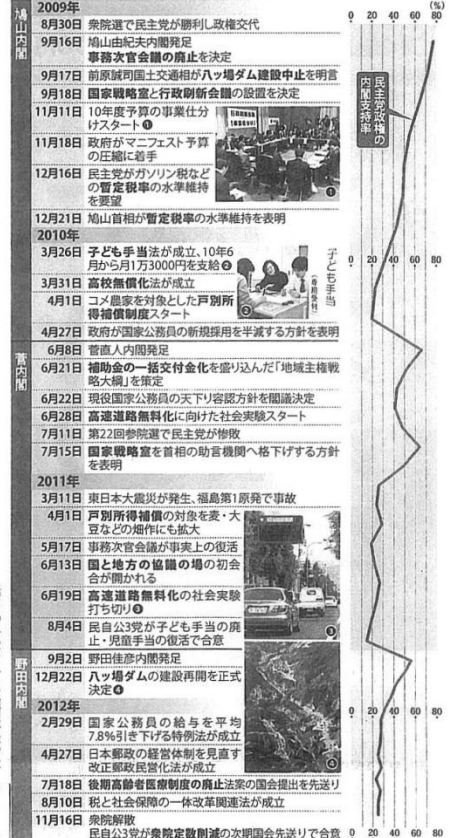 鳩山内閣
2009年
8月30日 衆院選で民主党が勝利し政権交代
9月16日 鳩山由紀夫内閣発足
事務次官会議の廃止を決定
9月17日 前原誠司国土交通相が八ッ場ダム建設中止を明言
9月18日 国家戦略室と行政刷新会議の設置を決定
11月11日 10年度予算の事業仕分
けスタート❶
11月18日 政府がマニフェスト予算
の圧縮に着手
12月16日 民主党がガソリン税など
の暫定税率の水準維持
を要望
❶
12月21日 鳩山首相が暫定税率の水準維持を表明
2010年
3月26日 子ども手当法が成立、10年6
月から月1万3000円を支給❷
3月31日 高校無償化法が成立
4月1日 コメ農家を対象とした戸別所
得補償制度スタート
❷
子ども手当
4月27日 政府が国家公務員の新規採用を半減する方針を表明
菅内閣
6月8日 菅直人内閣発足
6月21日 補助金の一括交付金化を盛り込んだ「地域主権戦
略大綱」を策定
6月22日 現役国家公務員の天下り容認方針を閣議決定
6月28日 高速道路無料化に向けた社会実験スタート
7月11日 第22回参院選で民主党が惨敗
7月15日 国家戦略室を首相の助言機関へ格下げする方針
を表明
2011年
3月11日 東日本大震災が発生、福島第1原発で事故
4月1日 戸別所得補償の対象を麦・大
豆などの畑作にも拡大
5月17日 事務次官会議が事実上の復活
6月13日 国と地方の協議の場の初会
合が開かれる
6月19日 高速道路無料化の社会実験
打ち切り❸
8月4日 民自公3党が子ども手当の廃
止・児童手当の復活で合意
❸
野田内閣
9月2日 野田佳彦内閣発足
12月22日 八ッ場ダムの建設再開を正式
決定❹
2012年
2月29日 国家公務員の給与を平均
7.8%引き下げる特例法が成立
4月27日 日本郵政の経営体制を見直す
改正郵政民営化法が成立
❹
7月18日 後期高齢者医療制度の廃止法案の国会提出を先送り
8月10日 税と社会保障の一体改革関連法が成立
11月16日 衆院解散
民自公3党が衆院定数削減の次期国会先送りで合意
(%)
0 20 40 60 80
民主党政権の
内閣支持率
0 20 40 60 80
0 20 40 60 80
0 20 40 60 80
0 20 40 60 80